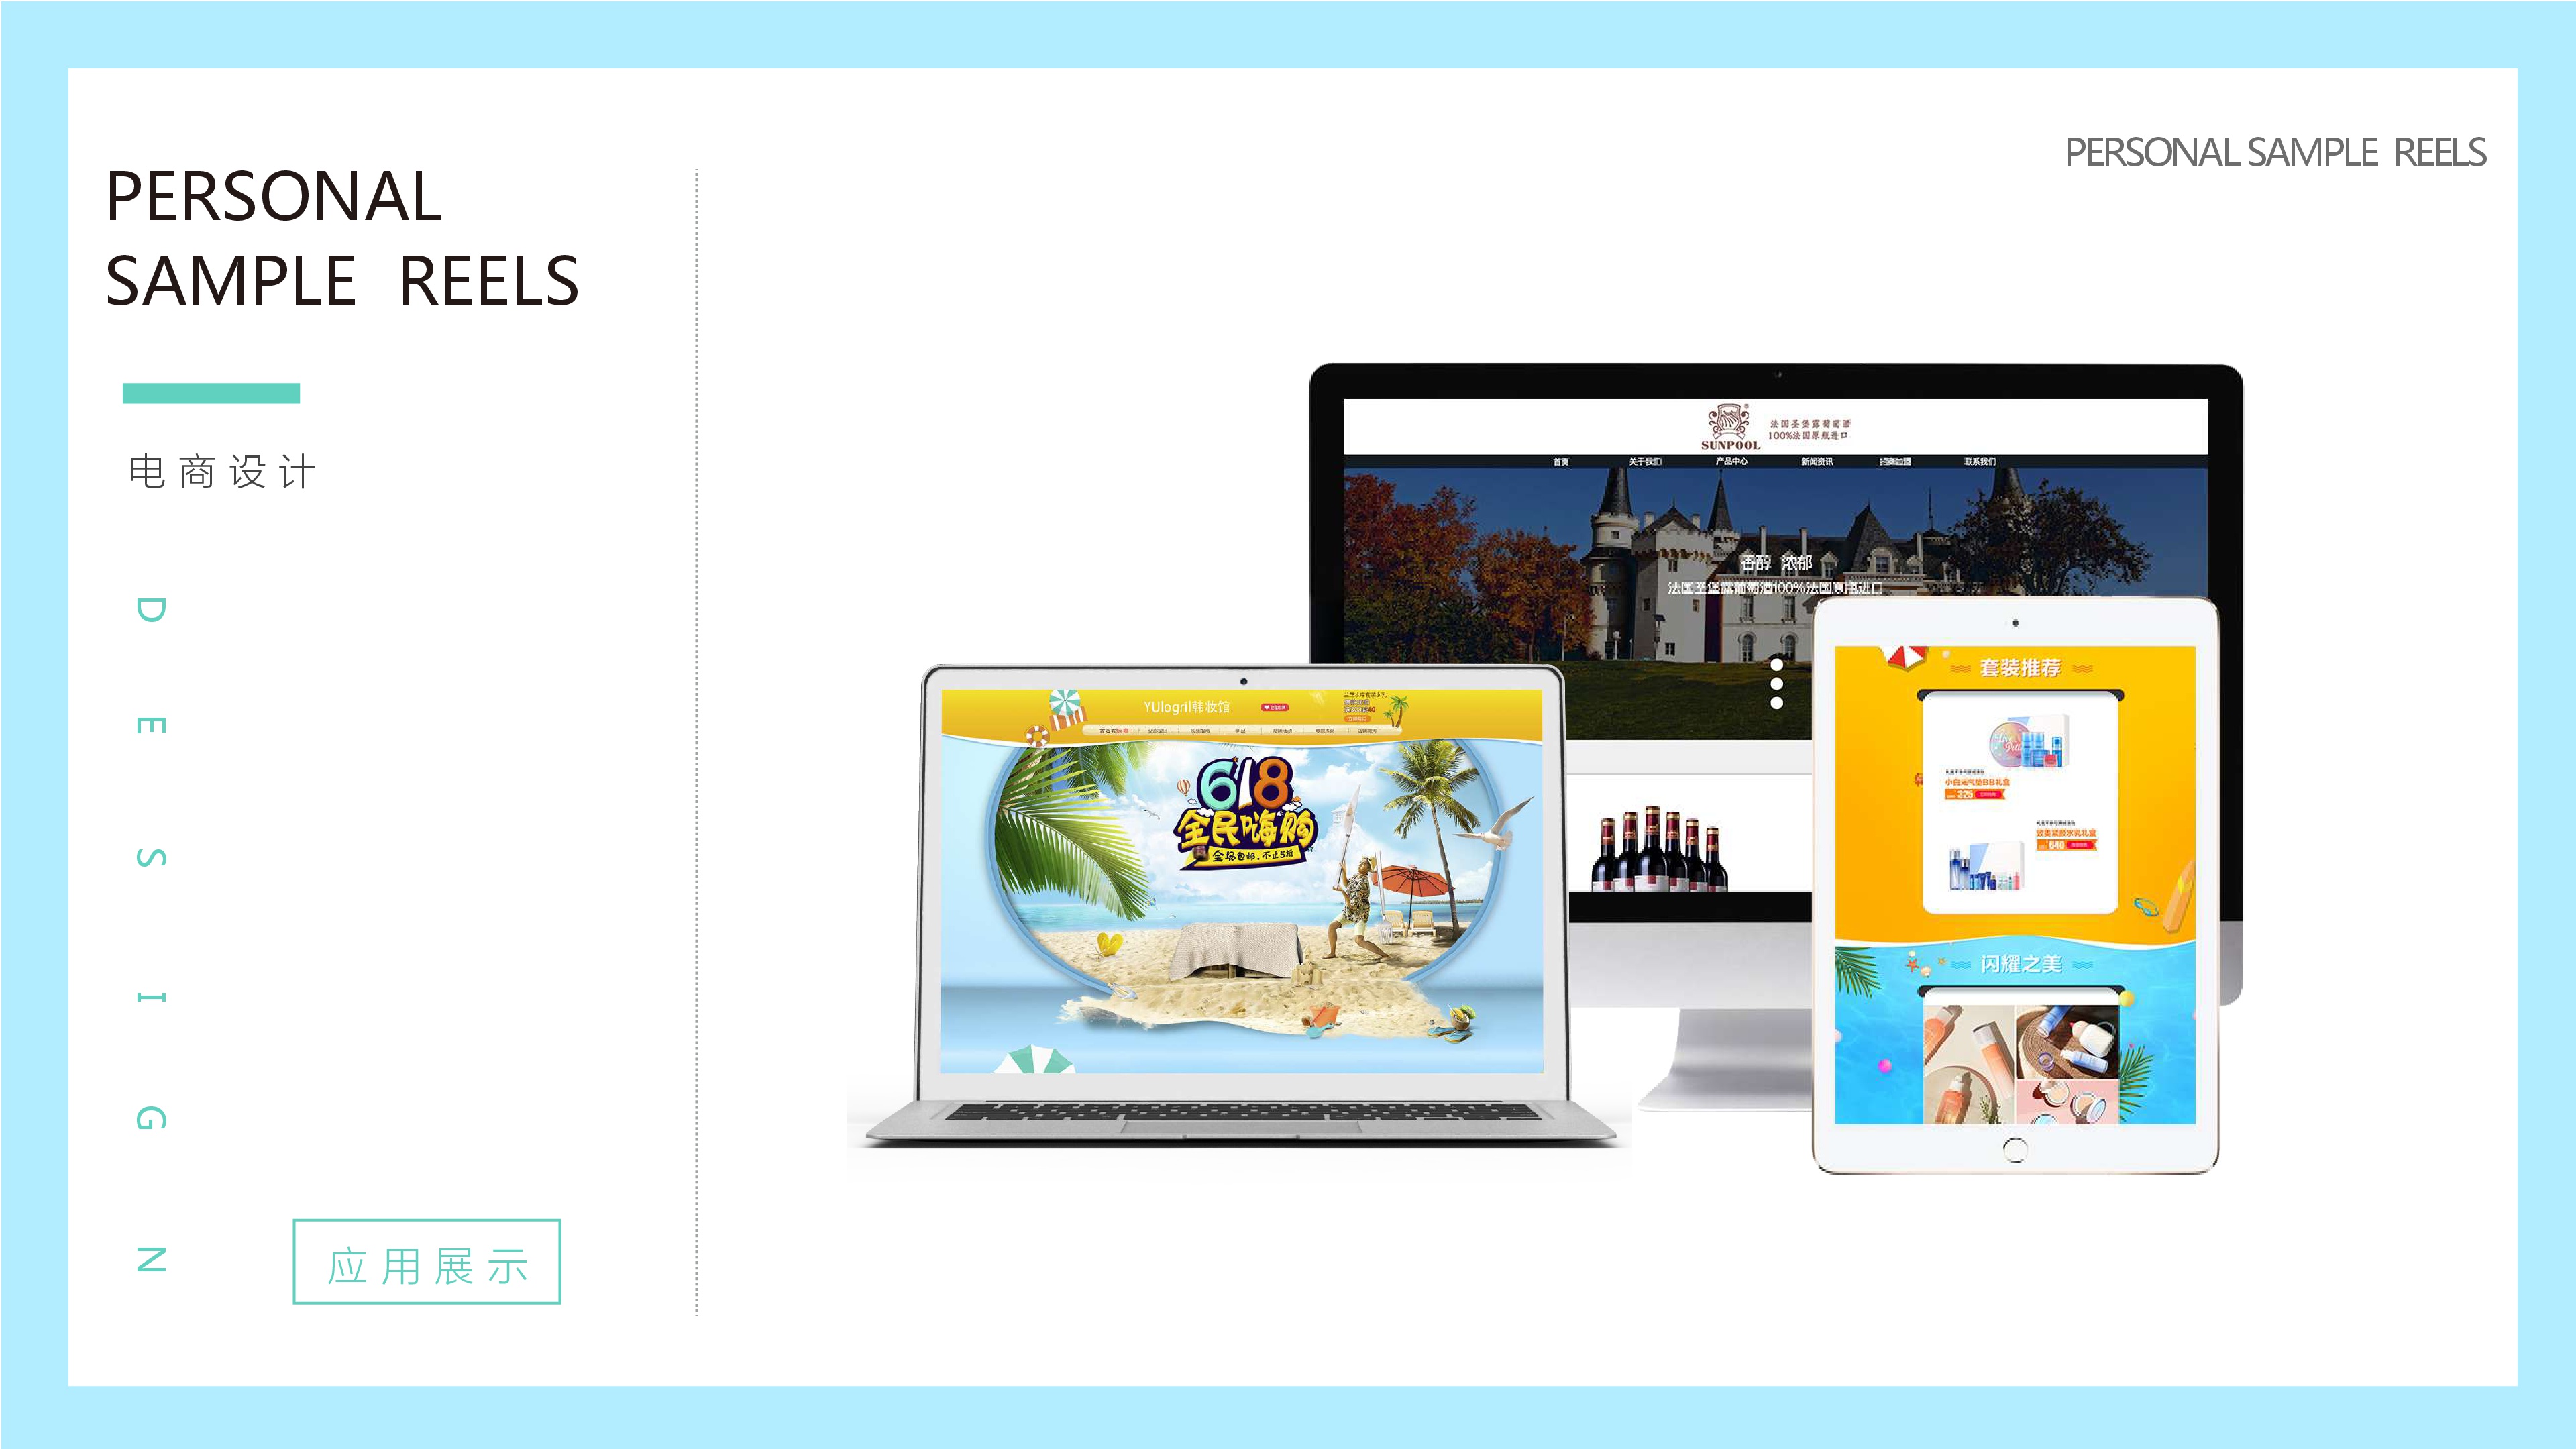 PERSONAL SAMPLE REELS
PERSONAL
SAMPLE REELS
电商设计
DESIGN
应用展示
SUNPOOL
法国圣堡露葡萄酒
100%法国原瓶进口
首页 关于我们 产品中心 新闻资讯 招商加盟 联系我们
香醇 浓郁
法国圣堡露葡萄酒100%法国原瓶进口
YUlogril韩妆馆
618
全民嗨购
全场包邮.不止5折
套装推荐
325
640
闪耀之美